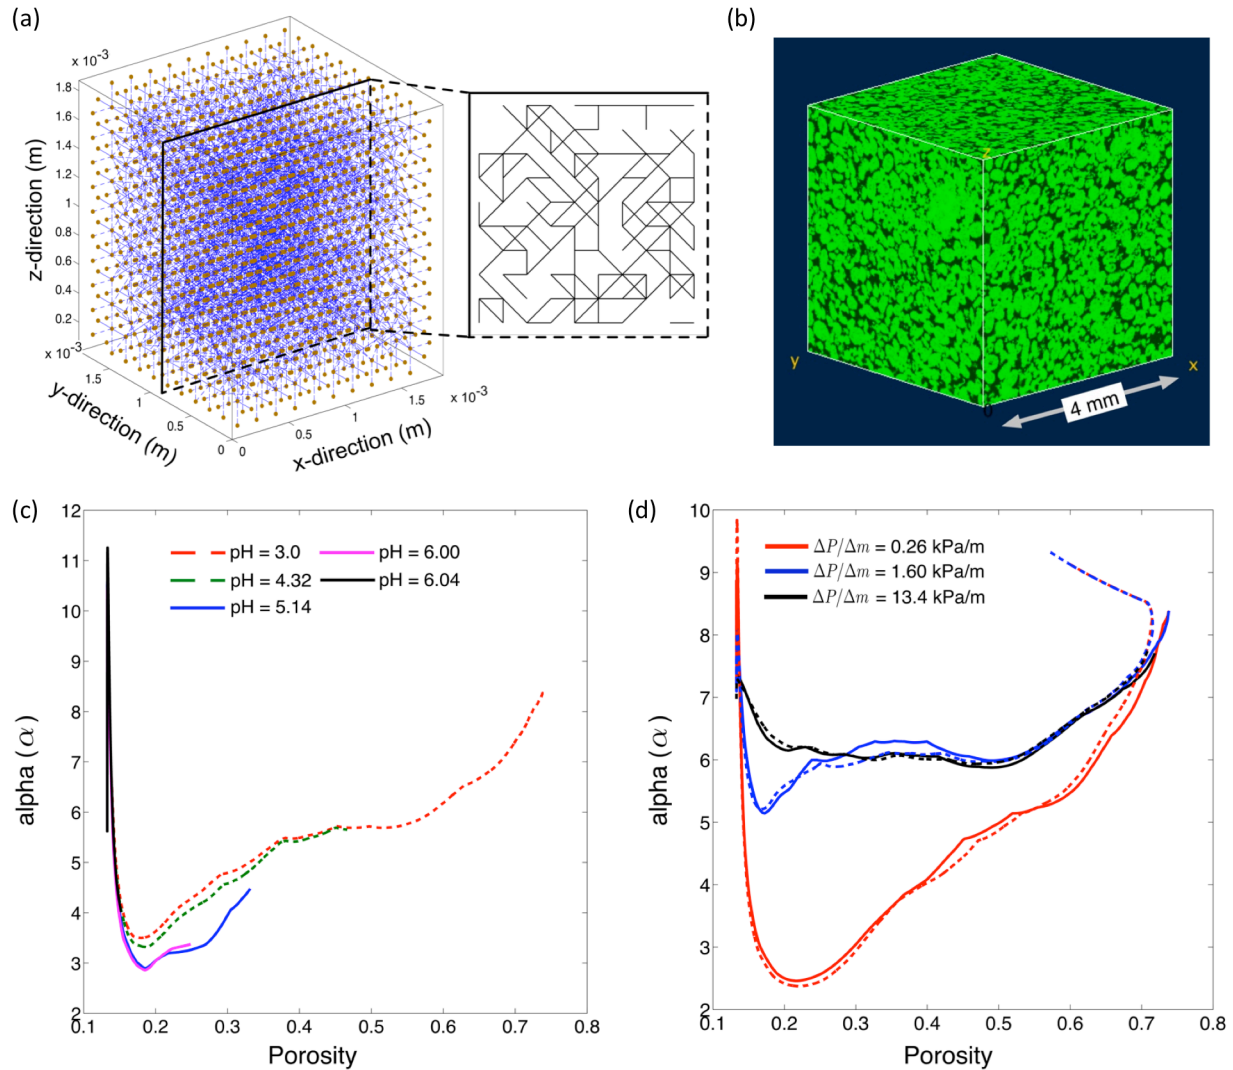 (a)
x 10⁻³
1.8
1.6
1.4
1.2
1
0.8
0.6
0.4
0.2
z-direction (m)
x 10⁻³
1.5
1
0.5
0
y-direction (m)
0
0.5
1
1.5
x 10⁻³
x-direction (m)
(b)
z
y
x
0
4 mm
(c)
12
11
10
9
8
7
6
5
4
3
2
alpha (α)
pH = 3.0
pH = 4.32
pH = 5.14
pH = 6.00
pH = 6.04
0.1 0.2 0.3 0.4 0.5 0.6 0.7 0.8
Porosity
(d)
10
9
8
7
6
5
4
3
2
alpha (α)
ΔP/Δm = 0.26 kPa/m
ΔP/Δm = 1.60 kPa/m
ΔP/Δm = 13.4 kPa/m
0.1 0.2 0.3 0.4 0.5 0.6 0.7 0.8
Porosity